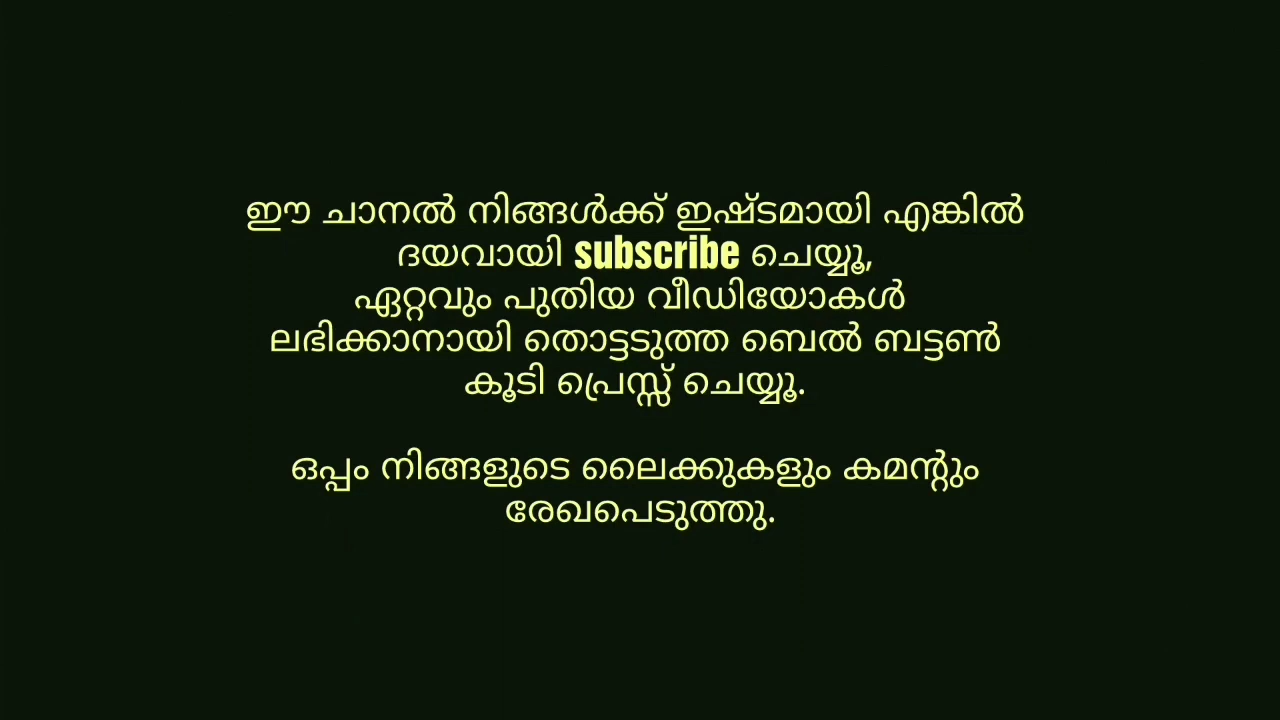 ഈ ചാനൽ നിങ്ങൾക്ക് ഇഷ്ടമായി എങ്കിൽ
ദയവായി subscribe ചെയ്യൂ,
ഏറ്റവും പുതിയ വീഡിയോകൾ
ലഭിക്കാനായി തൊട്ടടുത്ത ബെൽ ബട്ടൺ
കൂടി പ്രെസ്സ് ചെയ്യൂ.
ഒപ്പം നിങ്ങളുടെ ലൈക്കുകളും കമന്റും
രേഖപെടുത്തു.